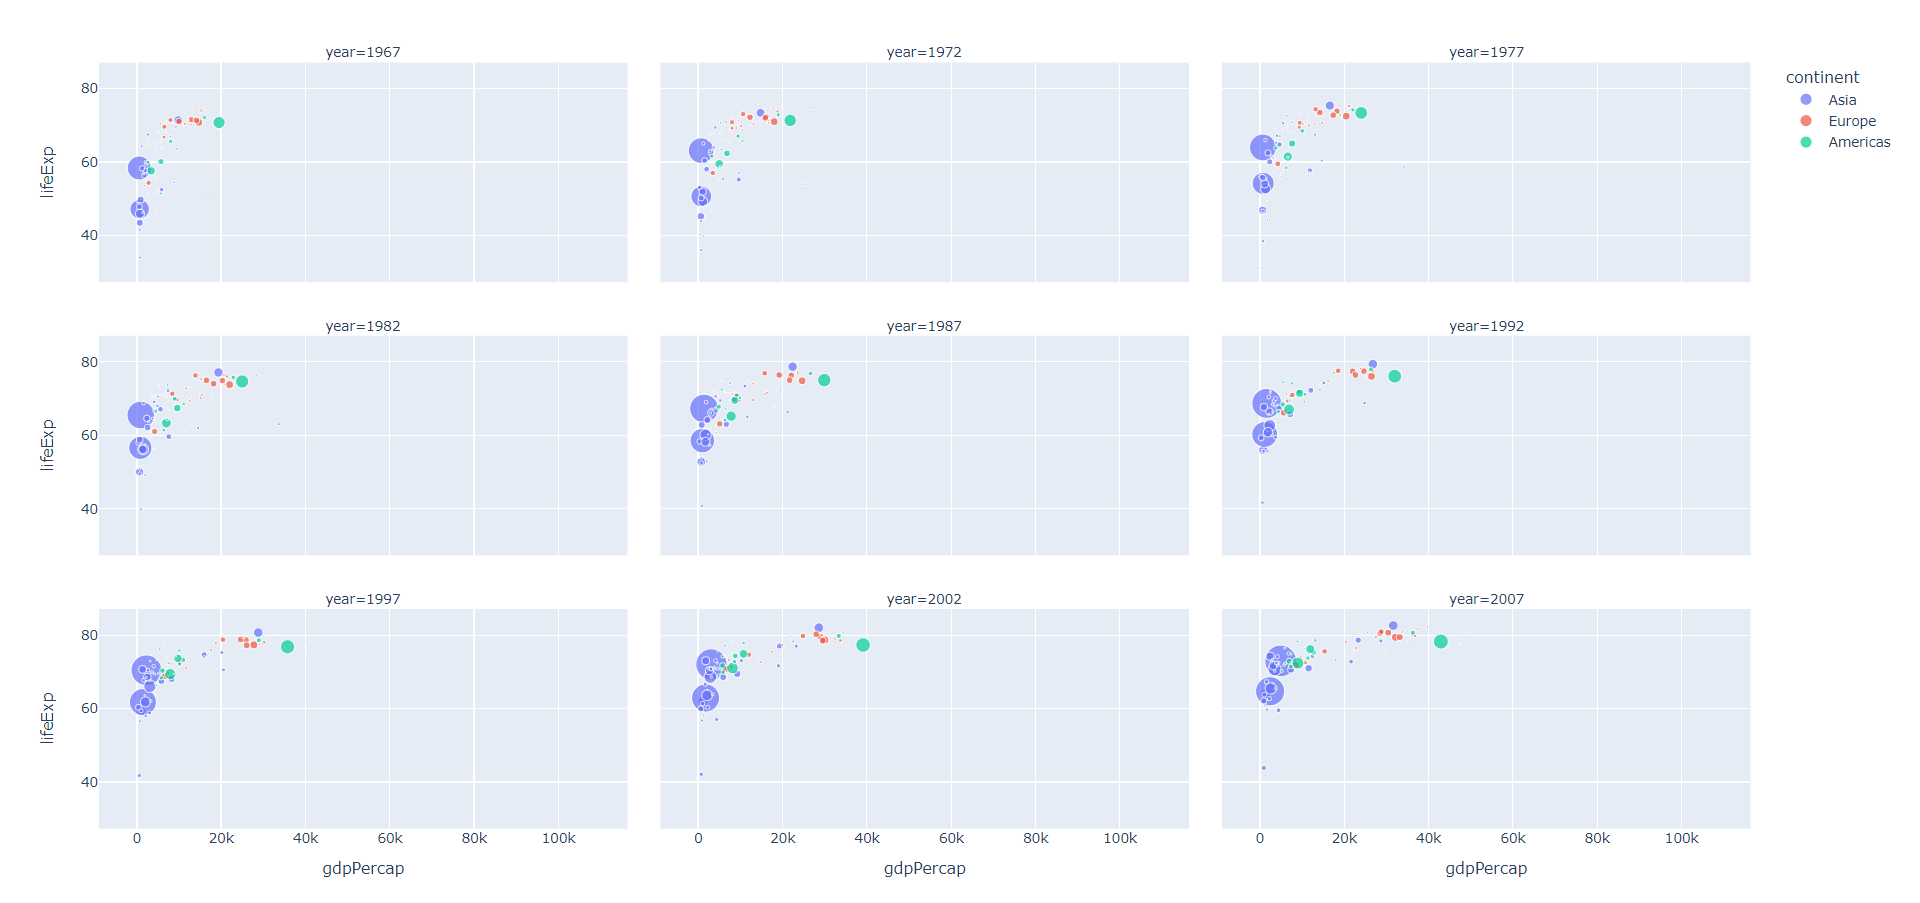 year=1967
year=1972
year=1977
continent
Asia
Europe
Americas
80
60
40
lifeExp
year=1982
year=1987
year=1992
80
60
40
lifeExp
year=1997
year=2002
year=2007
80
60
40
lifeExp
0 20k 40k 60k 80k 100k
0 20k 40k 60k 80k 100k
0 20k 40k 60k 80k 100k
gdpPercap
gdpPercap
gdpPercap